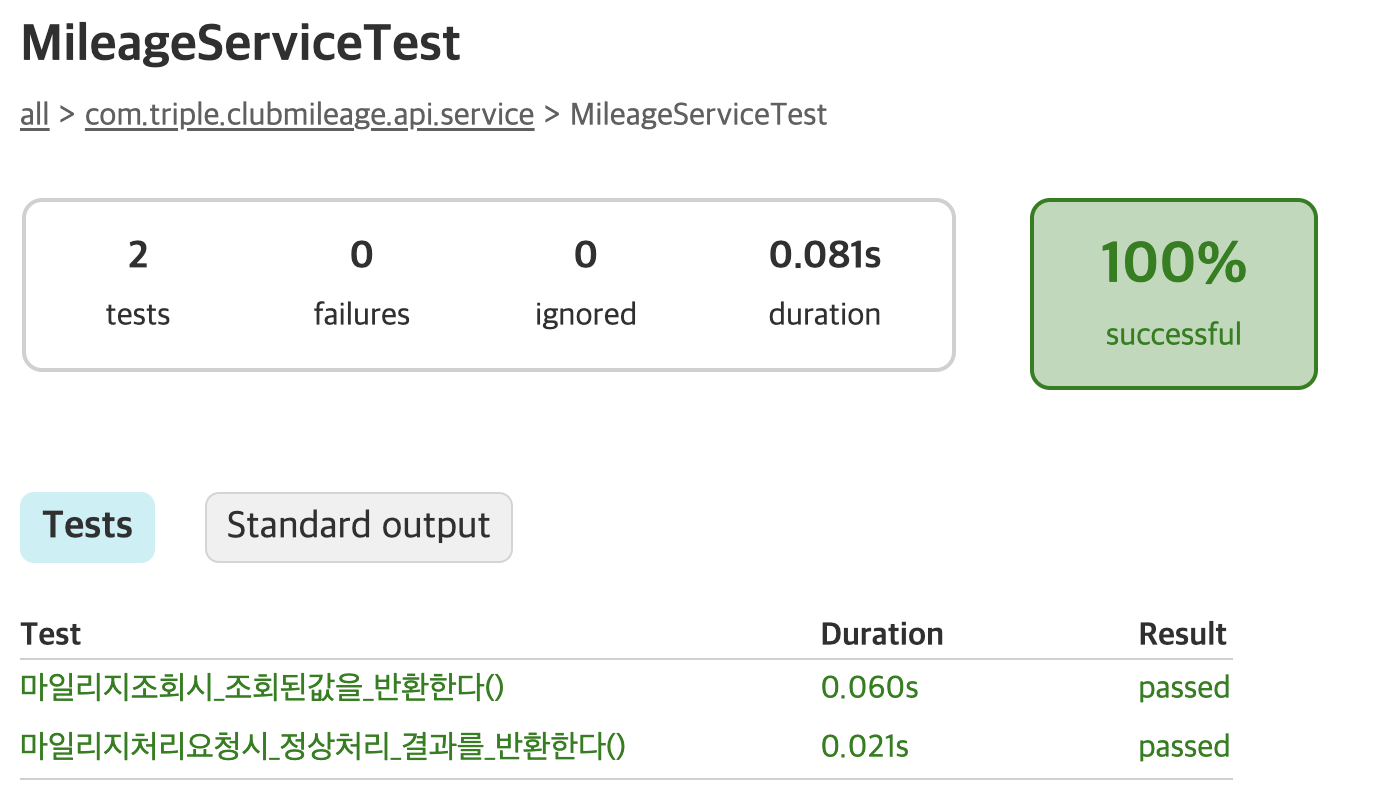 MileageServiceTest
all > com.triple.clubmileage.api.service > MileageServiceTest
2 0 0 0.081s
tests failures ignored duration
100%
successful
Tests Standard output
Test Duration Result
마일리지조회시_조회된값을_반환한다() 0.060s passed
마일리지처리요청시_정상처리_결과를_반환한다() 0.021s passed